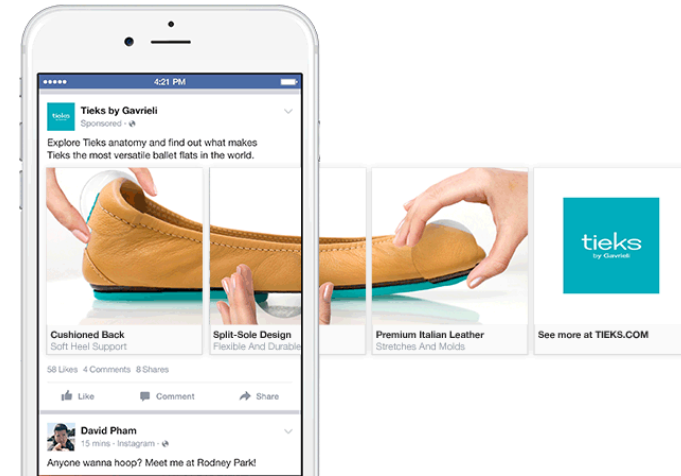 4:21 PM
tieks
Tieks by Gavrieli
Sponsored ·
Explore Tieks anatomy and find out what makes
Tieks the most versatile ballet flats in the world.
tieks
by Gavrieli
Cushioned Back
Soft Heel Support
Split-Sole Design
Flexible And Durable
Premium Italian Leather
Stretches And Molds
See more at TIEKS.COM
58 Likes 4 Comments 8 Shares
Like Comment Share
David Pham
15 mins · Instagram ·
Anyone wanna hoop? Meet me at Rodney Park!